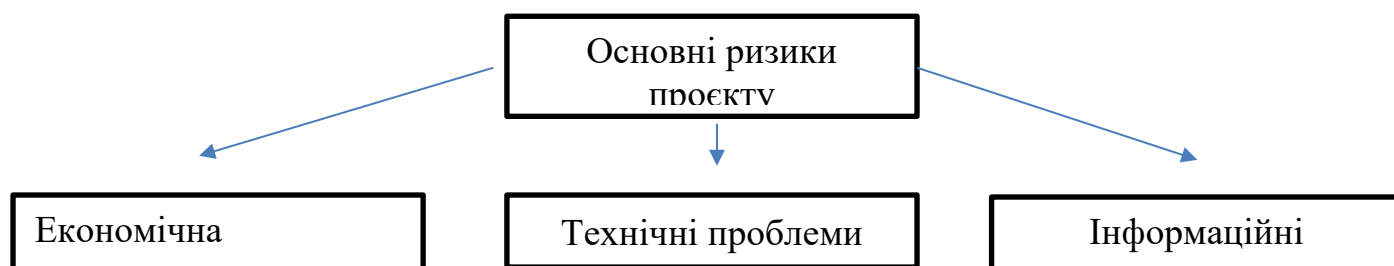 Основні ризики
проєкту
Економічна
Технічні проблеми
Інформаційні